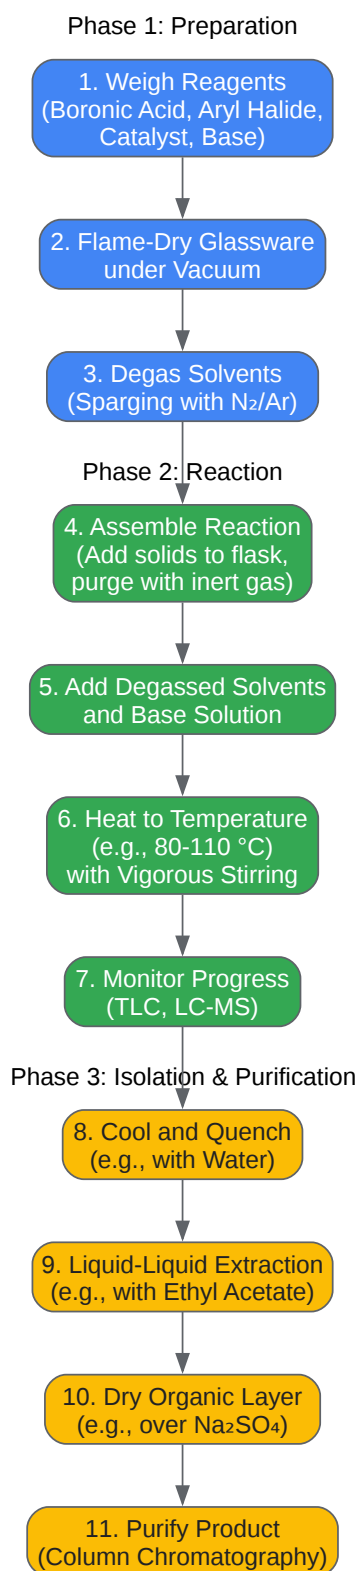 Phase 1: Preparation
1. Weigh Reagents
(Boronic Acid, Aryl Halide,
Catalyst, Base)
2. Flame-Dry Glassware
under Vacuum
3. Degas Solvents
(Sparging with N₂/Ar)
Phase 2: Reaction
4. Assemble Reaction
(Add solids to flask,
purge with inert gas)
5. Add Degassed Solvents
and Base Solution
6. Heat to Temperature
(e.g., 80-110 °C)
with Vigorous Stirring
7. Monitor Progress
(TLC, LC-MS)
Phase 3: Isolation & Purification
8. Cool and Quench
(e.g., with Water)
9. Liquid-Liquid Extraction
(e.g., with Ethyl Acetate)
10. Dry Organic Layer
(e.g., over Na₂SO₄)
11. Purify Product
(Column Chromatography)